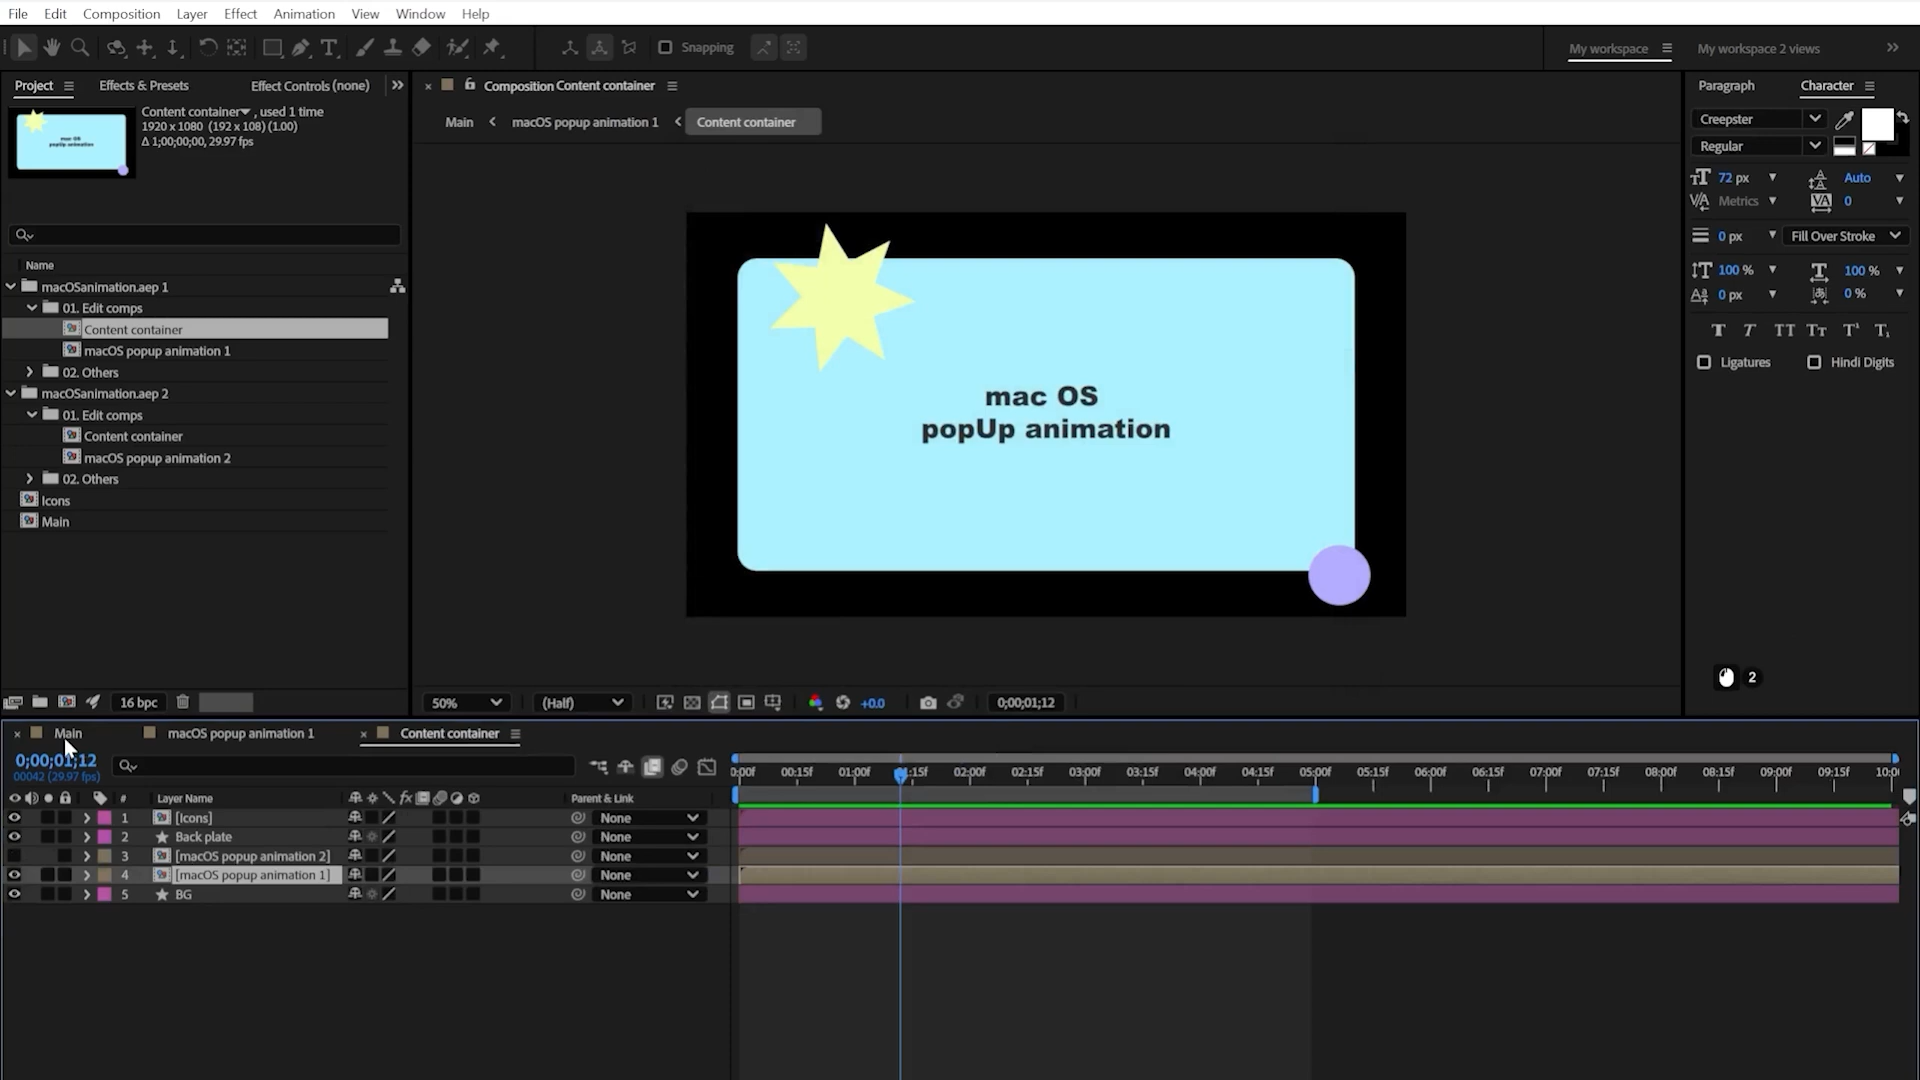 File Edit Composition Layer Effect Animation View Window Help
Snapping My workspace My workspace 2 views
Project Effects & Presets Effect Controls (none)
Content container , used 1 time
1920 x 1080 (192 x 108) (1.00)
Δ 1;00;00;00, 29.97 fps
Name
macOSanimation.aep 1
01. Edit comps
Content container
macOS popup animation 1
02. Others
macOSanimation.aep 2
01. Edit comps
Content container
macOS popup animation 2
02. Others
Icons
Main
16 bpc
Composition Content container
Main macOS popup animation 1 Content container
mac OS
popUp animation
50% (Half) +0.0 0;00;01;12
Paragraph Character
Creepster
Regular
72 px Auto
Metrics 0
0 px Fill Over Stroke
100 % 100 %
0 px 0 %
T T TT Tт T¹ T₁
Ligatures Hindi Digits
2
Main macOS popup animation 1 Content container
0;00;01;12
00042 (29.97 fps)
# Layer Name Parent & Link
1 [Icons] None
2 Back plate None
3 [macOS popup animation 2] None
4 [macOS popup animation 1] None
5 BG None
0:00f 00:15f 01:00f 01:15f 02:00f 02:15f 03:00f 03:15f 04:00f 04:15f 05:00f 05:15f 06:00f 06:15f 07:00f 07:15f 08:00f 08:15f 09:00f 09:15f 10:0